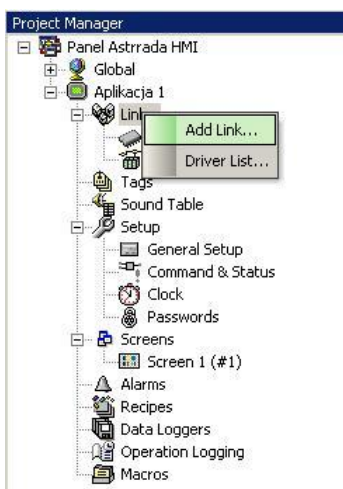 Project Manager
Panel Astrrada HMI
Global
Aplikacja 1
Link
Add Link...
Driver List...
Tags
Sound Table
Setup
General Setup
Command & Status
Clock
Passwords
Screens
Screen 1 (#1)
Alarms
Recipes
Data Loggers
Operation Logging
Macros